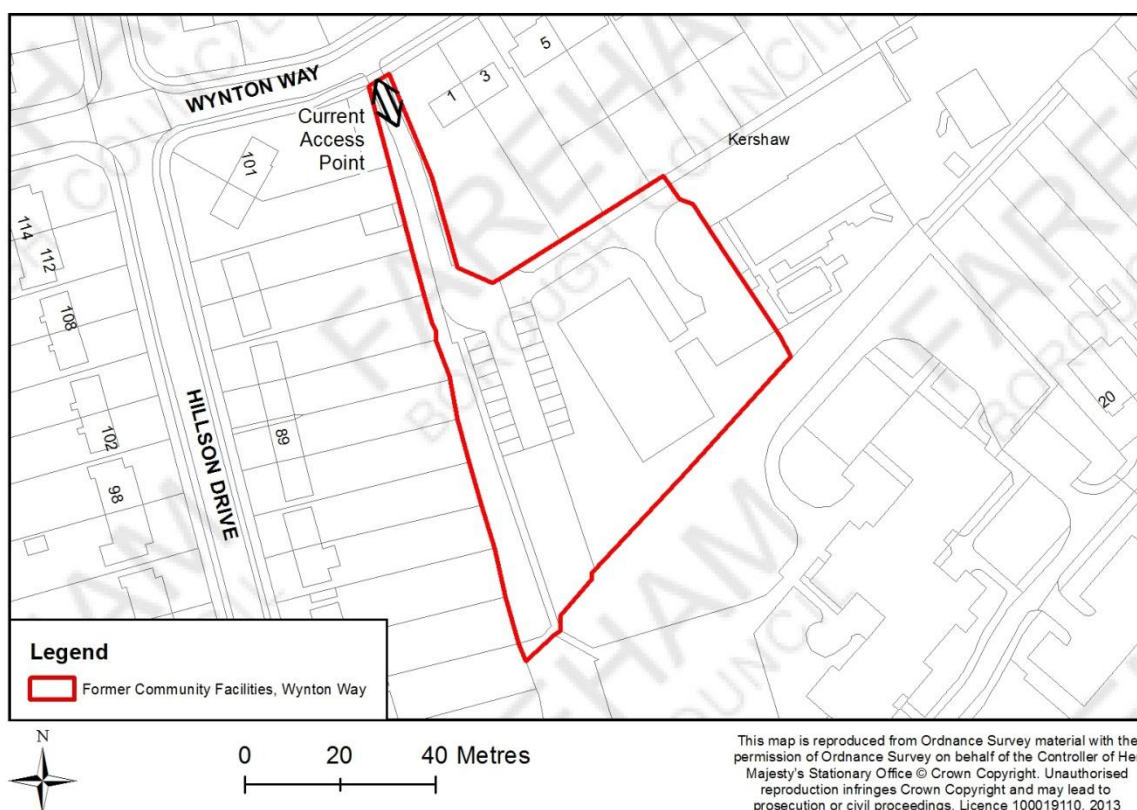 WYNTON WAY
Current
Access
Point
1
3
5
Kershaw
101
114
112
108
102
98
89
HILLSON DRIVE
20
FAREHAM
BOROUGH
COUNCIL
Legend
Former Community Facilities, Wynton Way
N
0 20 40 Metres
This map is reproduced from Ordnance Survey material with the
permission of Ordnance Survey on behalf of the Controller of Her
Majesty's Stationary Office © Crown Copyright. Unauthorised
reproduction infringes Crown Copyright and may lead to
prosecution or civil proceedings. Licence 100019110. 2013